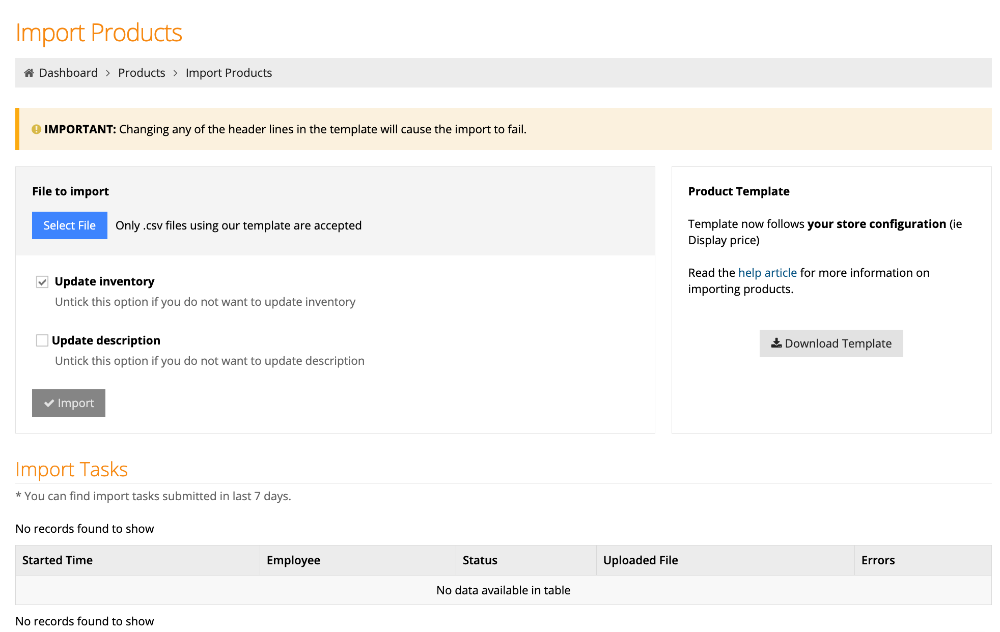 Import Products
Dashboard > Products > Import Products
IMPORTANT: Changing any of the header lines in the template will cause the import to fail.
File to import
Select File Only .csv files using our template are accepted
Update inventory
Untick this option if you do not want to update inventory
Update description
Untick this option if you do not want to update description
Import
Product Template
Template now follows your store configuration (ie
Display price)
Read the help article for more information on
importing products.
Download Template
Import Tasks
* You can find import tasks submitted in last 7 days.
No records found to show
Started Time Employee Status Uploaded File Errors
No data available in table
No records found to show